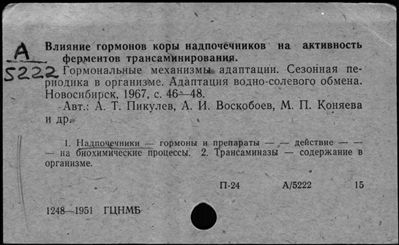 А
5222
Влияние гормонов коры надпочечников на активность
ферментов трансаминирования.
Гормональные механизмы адаптации. Сезонная пе-
риодика в организме. Адаптация водно-солевого обмена.
Новосибирск, 1967, с. 46—48.
Авт.: А. Т. Пикулев, А. И. Воскобоев, М. П. Коняева
и др.
1. Надпочечники — гормоны и препараты — — действие — —
— на биохимические процессы. 2. Трансаминазы — содержание в
организме.
П-24 А/5222 15
1248—1951 ГЦНМБ